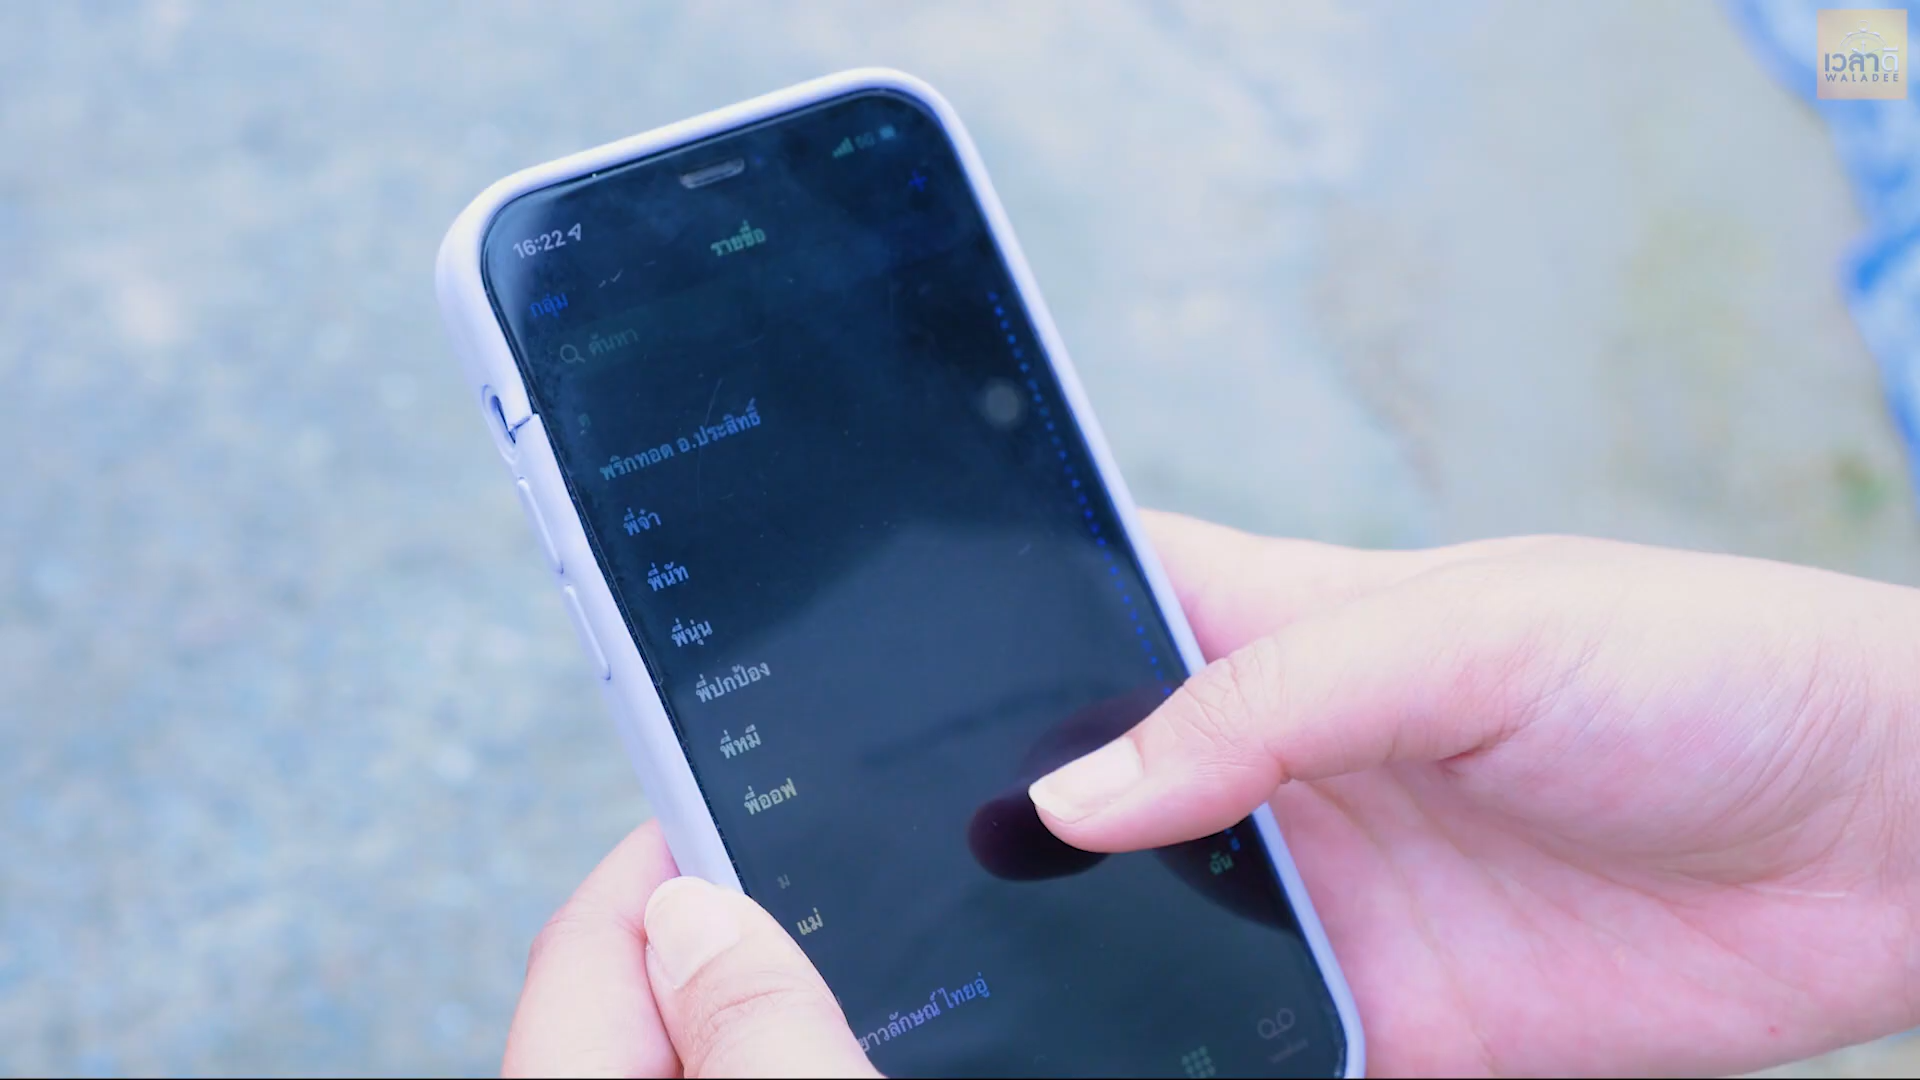 เวลาดี
WALADEE
5G
16:22
รายชื่อ
กลุ่ม
ค้นหา
พริกทอด อ.ประสิทธิ์
พี่จ๋า
พี่นัท
พี่นุ่น
พี่ปกป้อง
พี่หมี
พี่ออฟ
ฉัน
ม
แม่
ยาวลักษณ์ ไทยอู่